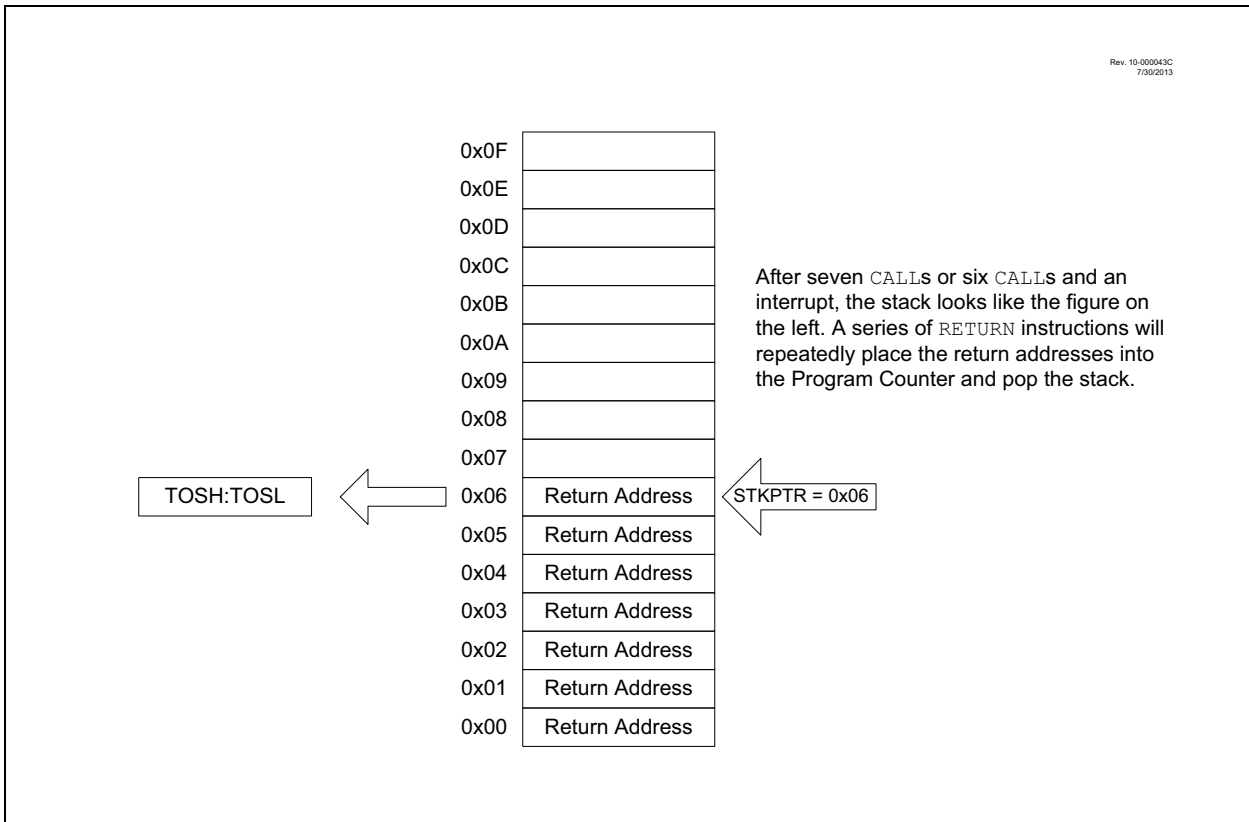 Rev. 10-000043C
7/30/2013
0x0F
0x0E
0x0D
0x0C
0x0B
0x0A
0x09
0x08
0x07
After seven CALLs or six CALLs and an
interrupt, the stack looks like the figure on
the left. A series of RETURN instructions will
repeatedly place the return addresses into
the Program Counter and pop the stack.
TOSH:TOSL
0x06 Return Address
STKPTR = 0x06
0x05 Return Address
0x04 Return Address
0x03 Return Address
0x02 Return Address
0x01 Return Address
0x00 Return Address